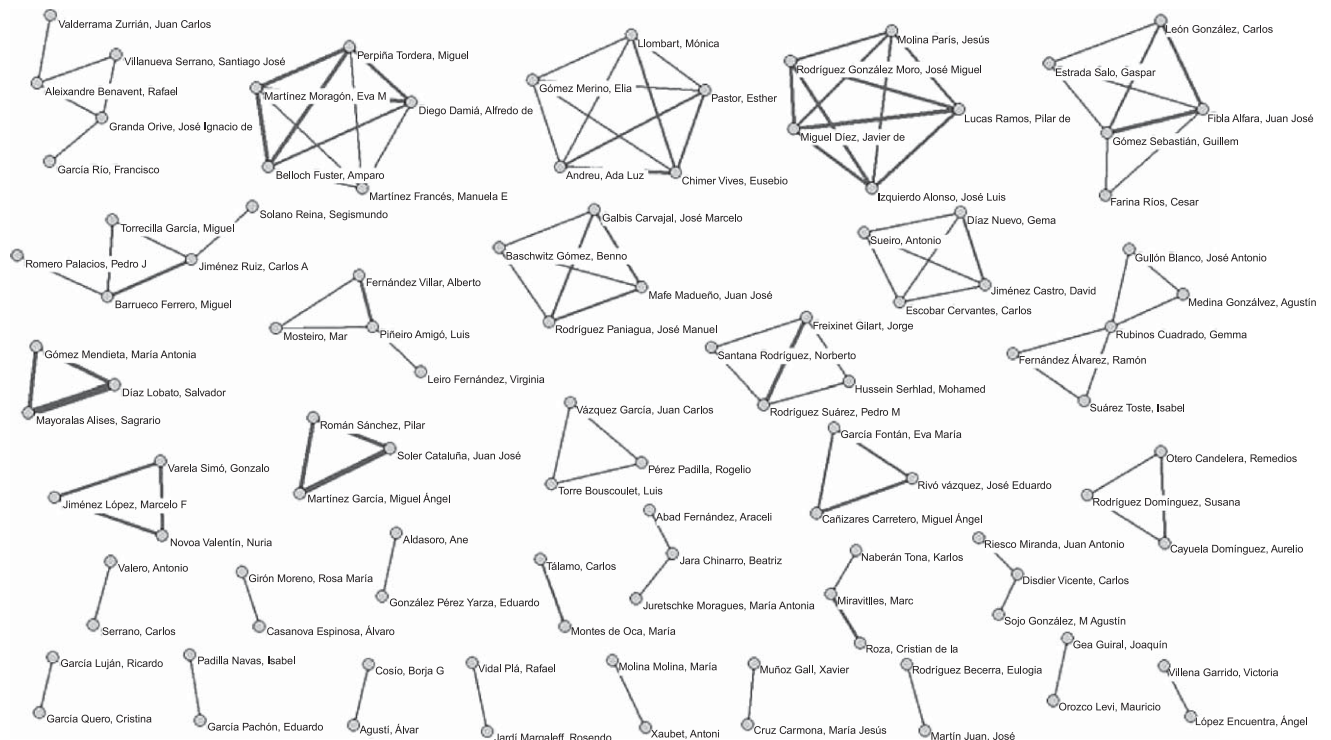 Valderrama Zurrián, Juan Carlos
Villanueva Serrano, Santiago José
Aleixandre Benavent, Rafael
Granda Orive, José Ignacio de
García Río, Francisco
Perpiña Tordera, Miguel
Martínez Moragón, Eva M
Diego Damiá, Alfredo de
Belloch Fuster, Amparo
Martínez Francés, Manuela E
Llombart, Mónica
Gómez Merino, Elia
Pastor, Esther
Andreu, Ada Luz
Chimer Vives, Eusebio
Molina París, Jesús
Rodríguez González Moro, José Miguel
Lucas Ramos, Pilar de
Miguel Díez, Javier de
Izquierdo Alonso, José Luis
León González, Carlos
Estrada Salo, Gaspar
Fibla Alfara, Juan José
Gómez Sebastián, Guillem
Farina Ríos, Cesar
Solano Reina, Segismundo
Torrecilla García, Miguel
Romero Palacios, Pedro J
Jiménez Ruiz, Carlos A
Barrueco Ferrero, Miguel
Fernández Villar, Alberto
Mosteiro, Mar
Piñeiro Amigó, Luis
Leiro Fernández, Virginia
Galbis Carvajal, José Marcelo
Baschwitz Gómez, Benno
Mafe Madueño, Juan José
Rodríguez Paniagua, José Manuel
Díaz Nuevo, Gema
Sueiro, Antonio
Jiménez Castro, David
Escobar Cervantes, Carlos
Gullón Blanco, José Antonio
Medina Gonzálvez, Agustín
Rubinos Cuadrado, Gemma
Fernández Álvarez, Ramón
Suárez Toste, Isabel
Freixinet Gilart, Jorge
Santana Rodríguez, Norberto
Hussein Serhlad, Mohamed
Rodríguez Suárez, Pedro M
Gómez Mendieta, María Antonia
Díaz Lobato, Salvador
Mayoralas Alises, Sagrario
Román Sánchez, Pilar
Soler Cataluña, Juan José
Martínez García, Miguel Ángel
Vázquez García, Juan Carlos
Pérez Padilla, Rogelio
Torre Bouscoulet, Luis
García Fontán, Eva María
Rivó vázquez, José Eduardo
Cañizares Carretero, Miguel Ángel
Otero Candelera, Remedios
Rodríguez Domínguez, Susana
Cayuela Domínguez, Aurelio
Varela Simó, Gonzalo
Jiménez López, Marcelo F
Novoa Valentín, Nuria
Valero, Antonio
Serrano, Carlos
Girón Moreno, Rosa María
Casanova Espinosa, Álvaro
Aldasoro, Ane
González Pérez Yarza, Eduardo
Tálamo, Carlos
Montes de Oca, María
Abad Fernández, Araceli
Jara Chinarro, Beatriz
Juretschke Moragues, María Antonia
Naberán Tona, Karlos
Miravitlles, Marc
Roza, Cristian de la
Riesco Miranda, Juan Antonio
Disdier Vicente, Carlos
Sojo González, M Agustín
García Luján, Ricardo
García Quero, Cristina
Padilla Navas, Isabel
García Pachón, Eduardo
Cosío, Borja G
Agustí, Álvar
Vidal Plá, Rafael
Jardí Margaleff, Rosendo
Molina Molina, María
Xaubet, Antoni
Muñoz Gall, Xavier
Cruz Carmona, María Jesús
Rodríguez Becerra, Eulogia
Martín Juan, José
Gea Guiral, Joaquín
Orozco Levi, Mauricio
Villena Garrido, Victoria
López Encuentra, Ángel